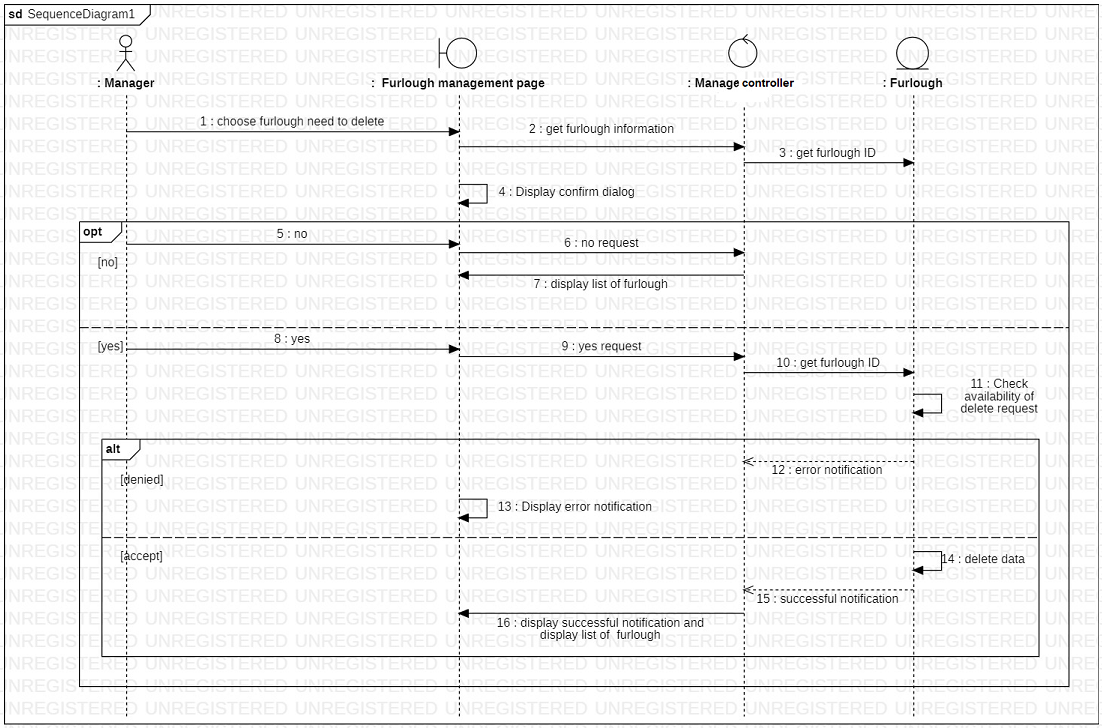 sd SequenceDiagram1
: Manager
: Furlough management page
: Manage controller
: Furlough
1 : choose furlough need to delete
2 : get furlough information
3 : get furlough ID
4 : Display confirm dialog
opt
5 : no
6 : no request
[no]
7 : display list of furlough
8 : yes
[yes]
9 : yes request
10 : get furlough ID
11 : Check
availability of
delete request
alt
12 : error notification
[denied]
13 : Display error notification
[accept]
14 : delete data
15 : successful notification
16 : display successful notification and
display list of furlough
UNREGISTERED